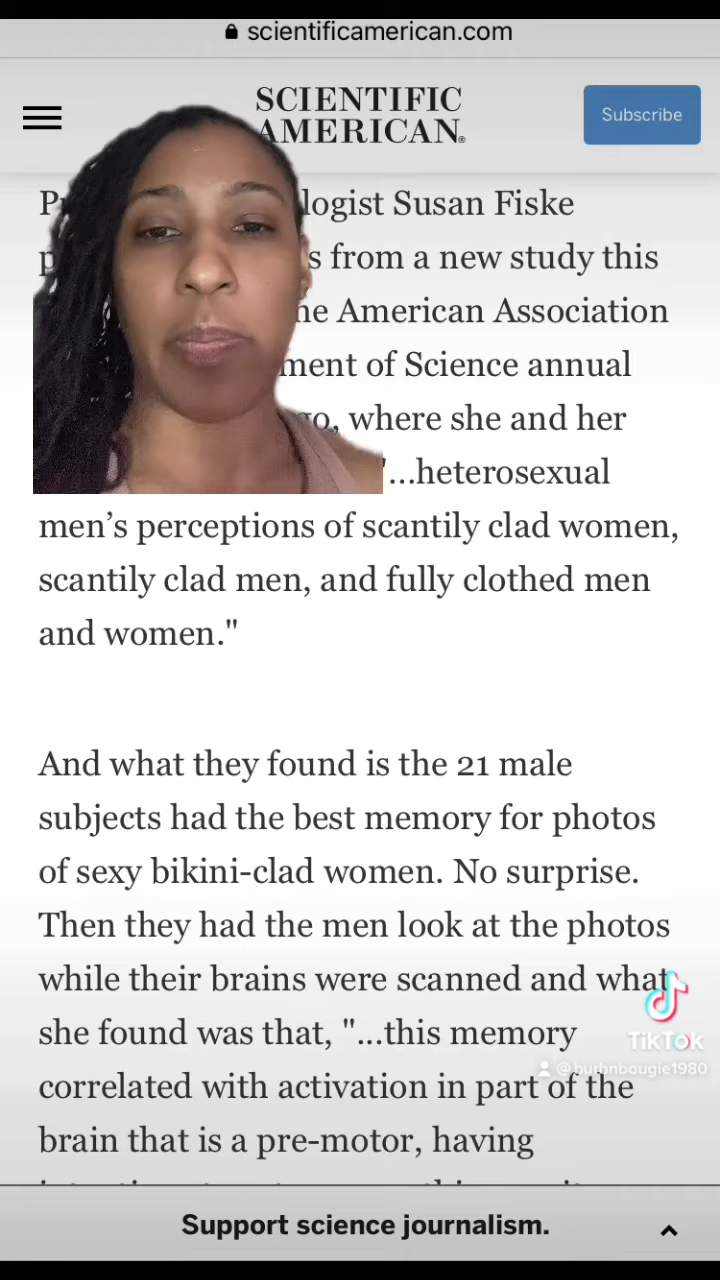 scientificamerican.com
SCIENTIFIC
AMERICAN.
Subscribe
Susan Fiske
from a new study this
American Association
of Science annual
where she and her
"...heterosexual
men's perceptions of scantily clad women,
scantily clad men, and fully clothed men
and women."
And what they found is the 21 male
subjects had the best memory for photos
of sexy bikini-clad women. No surprise.
Then they had the men look at the photos
while their brains were scanned and what
she found was that, "...this memory
correlated with activation in part of the
brain that is a pre-motor, having
TikTok
@burbnbougie1980
Support science journalism.